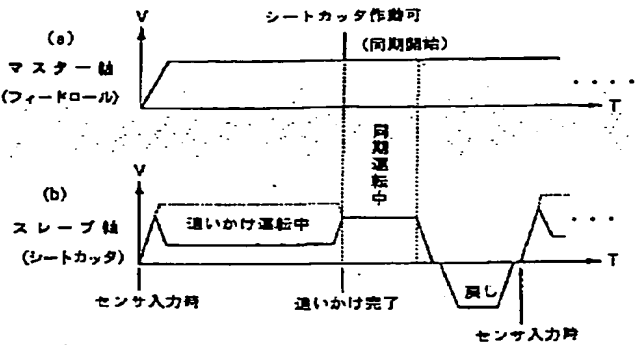 シートカッタ作動可
(同期開始)
V
(a)
マスター軸
(フィードロール)
T
同期運転中
V
(b)
スレーブ軸
(シートカッタ)
追いかけ運転中
戻し
T
センサ入力時
追いかけ完了
センサ入力時